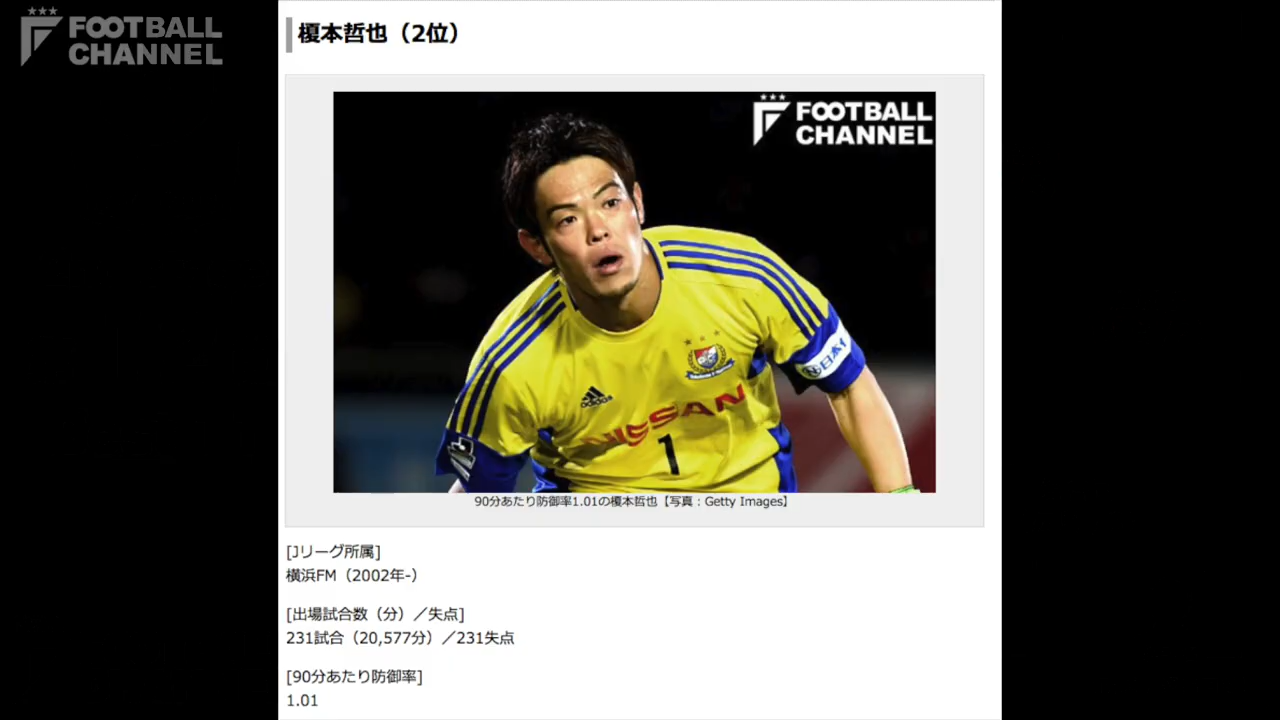 FOOTBALL
CHANNEL
榎本哲也（2位）
FOOTBALL
CHANNEL
adidas
NISSAN
1
90分あたり防御率1.01の榎本哲也【写真：Getty Images】
[Jリーグ所属]
横浜FM（2002年-）
[出場試合数（分）／失点]
231試合（20,577分）／231失点
[90分あたり防御率]
1.01